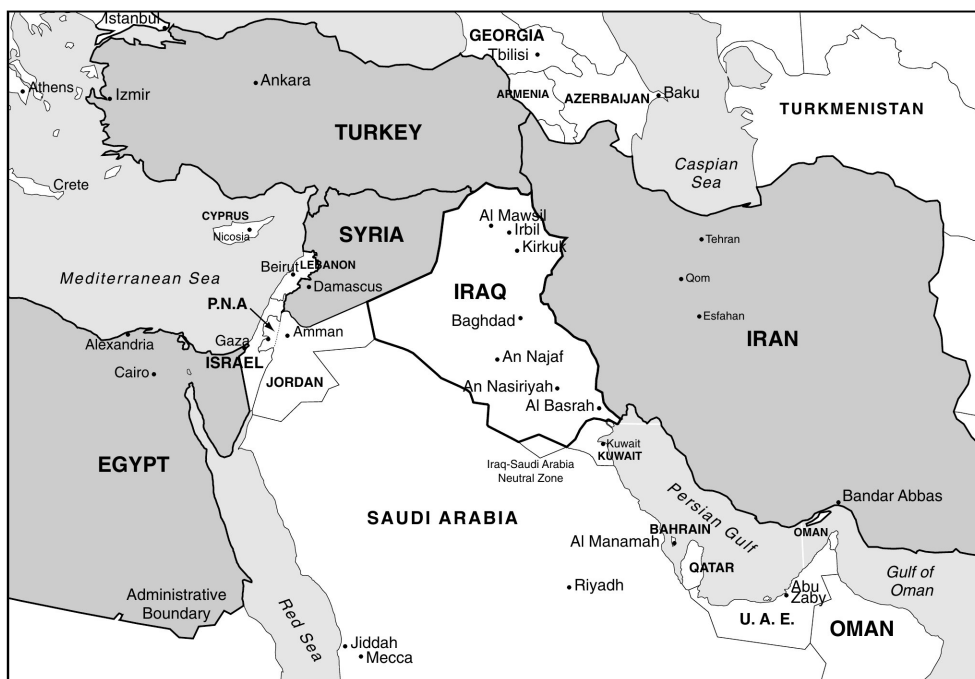 Istanbul
GEORGIA
Tbilisi
Athens
Izmir
Ankara
ARMENIA
AZERBAIJAN
Baku
TURKMENISTAN
TURKEY
Caspian
Sea
Crete
CYPRUS
Nicosia
SYRIA
Al Mawsil
Irbil
Kirkuk
Tehran
Mediterranean Sea
Beirut
LEBANON
Damascus
IRAQ
Qom
P.N.A
Baghdad
Esfahan
Alexandria
Gaza
Amman
IRAN
Cairo
ISRAEL
JORDAN
An Najaf
An Nasiriyah
Al Basrah
Kuwait
KUWAIT
EGYPT
Iraq-Saudi Arabia
Neutral Zone
Persian Gulf
Bandar Abbas
SAUDI ARABIA
BAHRAIN
OMAN
Al Manamah
QATAR
Gulf of
Oman
Administrative
Boundary
Riyadh
Abu
Zaby
Red Sea
U. A. E.
OMAN
Jiddah
Mecca